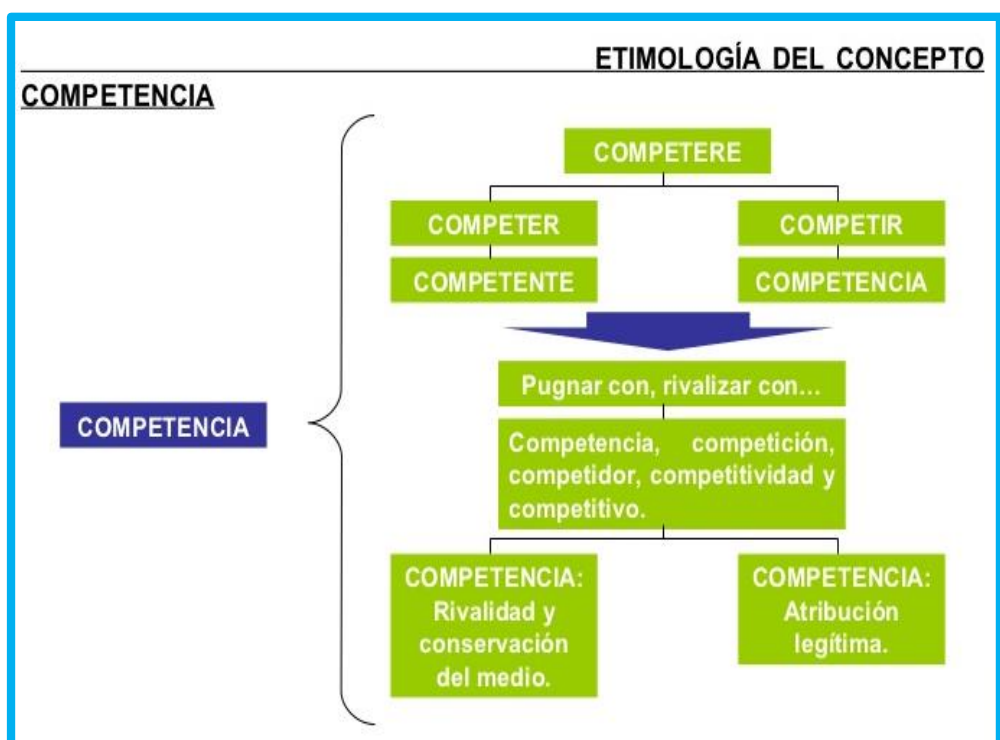 ETIMOLOGÍA DEL CONCEPTO
COMPETENCIA
COMPETENCIA
COMPETERE
COMPETER
COMPETIR
COMPETENTE
COMPETENCIA
Pugnar con, rivalizar con...
Competencia, competición,
competidor, competitividad y
competitivo.
COMPETENCIA:
Rivalidad y
conservación
del medio.
COMPETENCIA:
Atribución
legítima.